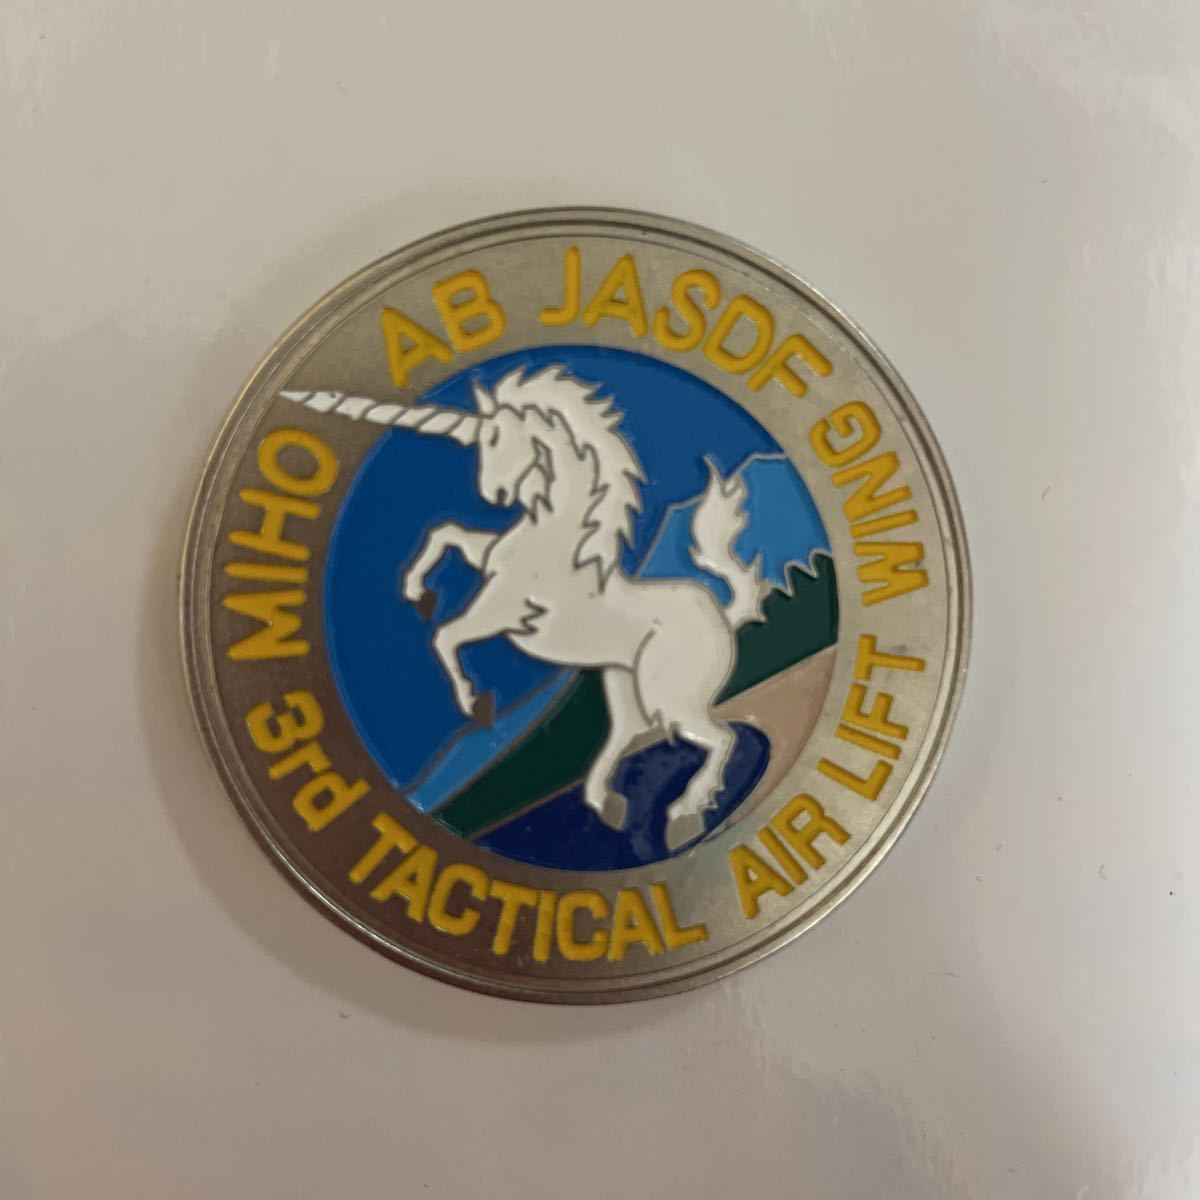 MIHO AB JASDF
3rd TACTICAL AIR LIFT WING